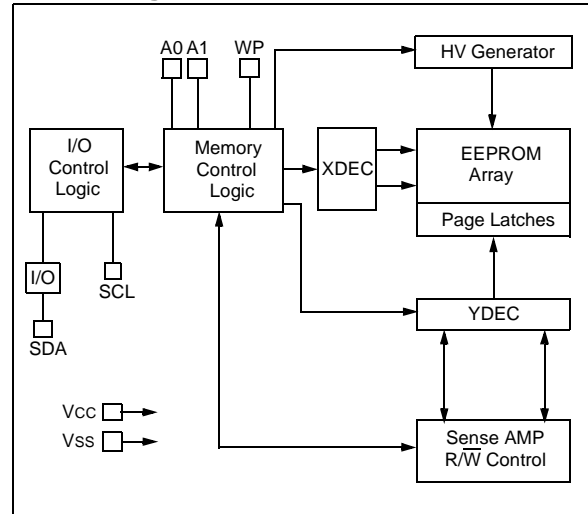 A0 A1 WP
HV Generator
I/O
Control
Logic
Memory
Control
Logic
XDEC
EEPROM
Array
Page Latches
I/O
SCL
SDA
YDEC
Vcc
Vss
Sense AMP
R/W̅ Control